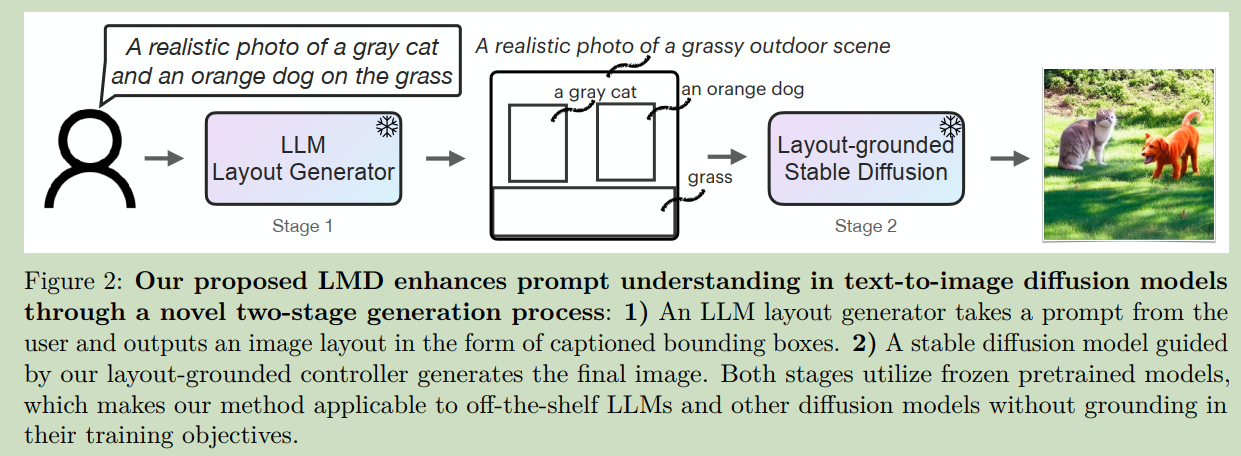 A realistic photo of a gray cat
and an orange dog on the grass
LLM
Layout Generator
Stage 1
A realistic photo of a grassy outdoor scene
a gray cat
an orange dog
grass
Layout-grounded
Stable Diffusion
Stage 2
Figure 2: Our proposed LMD enhances prompt understanding in text-to-image diffusion models
through a novel two-stage generation process: 1) An LLM layout generator takes a prompt from the
user and outputs an image layout in the form of captioned bounding boxes. 2) A stable diffusion model guided
by our layout-grounded controller generates the final image. Both stages utilize frozen pretrained models,
which makes our method applicable to off-the-shelf LLMs and other diffusion models without grounding in
their training objectives.